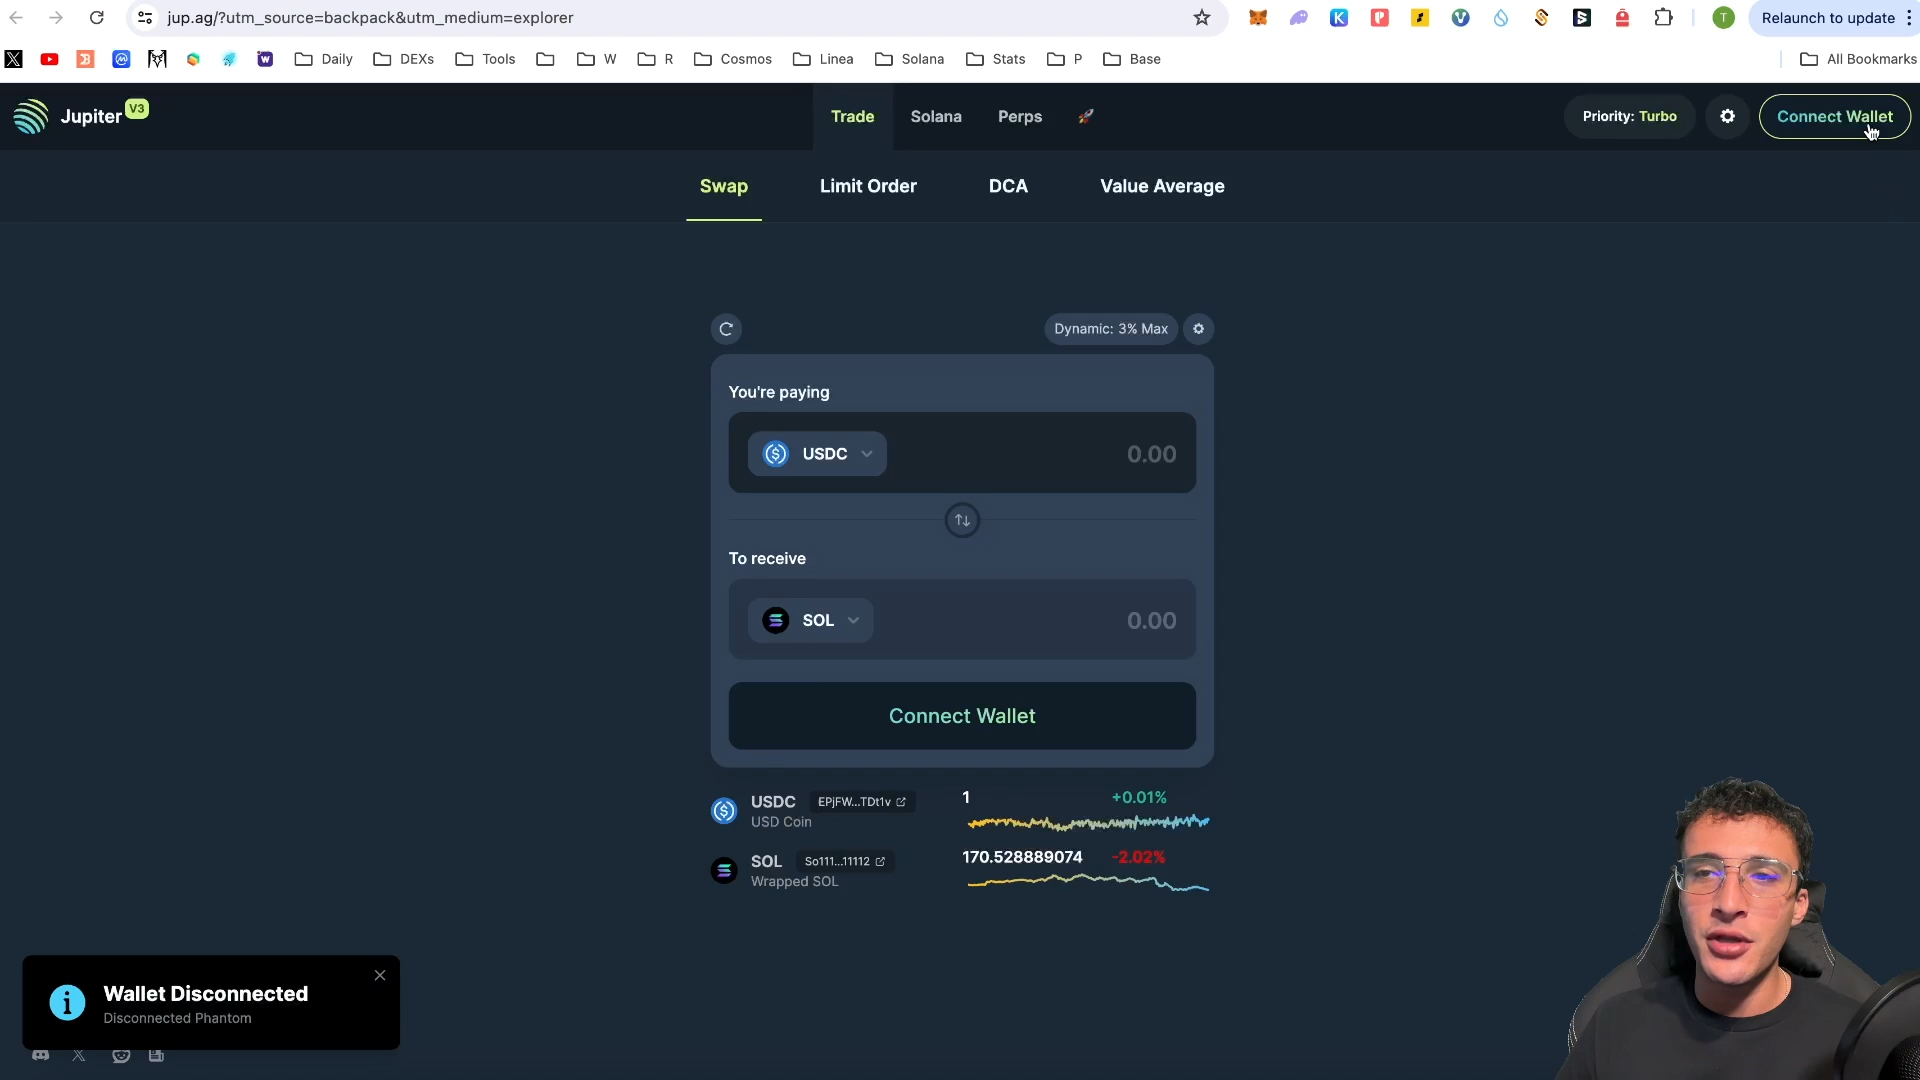 jup.ag/?utm_source=backpack&utm_medium=explorer
T
Relaunch to update
Daily
DEXs
Tools
W
R
Cosmos
Linea
Solana
Stats
P
Base
All Bookmarks
Jupiter V3
Trade
Solana
Perps
Priority: Turbo
Connect Wallet
Swap
Limit Order
DCA
Value Average
Dynamic: 3% Max
You're paying
USDC
0.00
To receive
SOL
0.00
Connect Wallet
USDC
EPjFW...TDt1v
USD Coin
1
+0.01%
SOL
So111...11112
Wrapped SOL
170.528889074
-2.02%
Wallet Disconnected
Disconnected Phantom